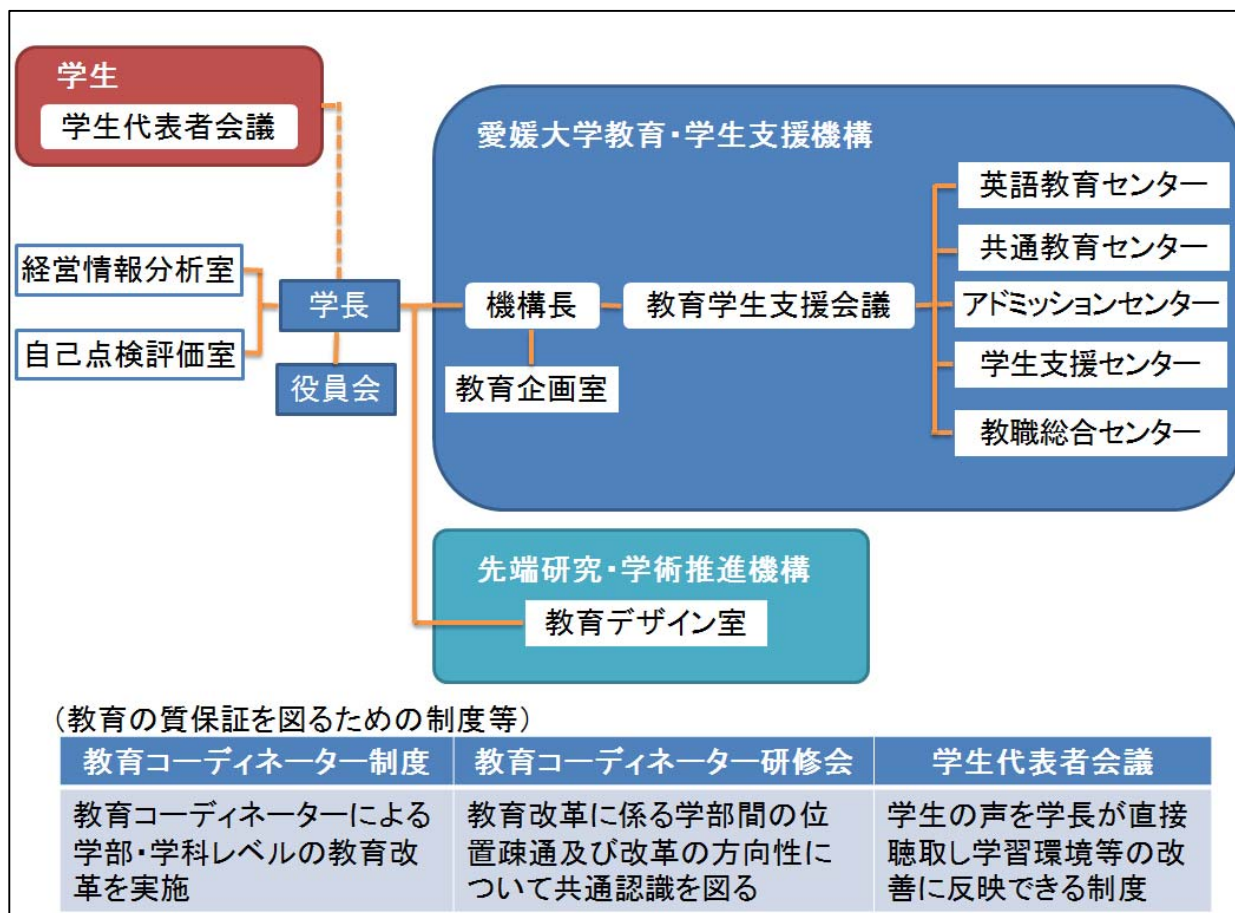 学生
学生代表者会議
愛媛大学教育・学生支援機構
経営情報分析室
自己点検評価室
学長
役員会
機構長
教育企画室
教育学生支援会議
英語教育センター
共通教育センター
アドミッションセンター
学生支援センター
教職総合センター
先端研究・学術推進機構
教育デザイン室
（教育の質保証を図るための制度等）
教育コーディネーター制度
教育コーディネーター研修会
学生代表者会議
教育コーディネーターによる
学部・学科レベルの教育改
革を実施
教育改革に係る学部間の位
置疎通及び改革の方向性に
ついて共通認識を図る
学生の声を学長が直接
聴取し学習環境等の改
善に反映できる制度